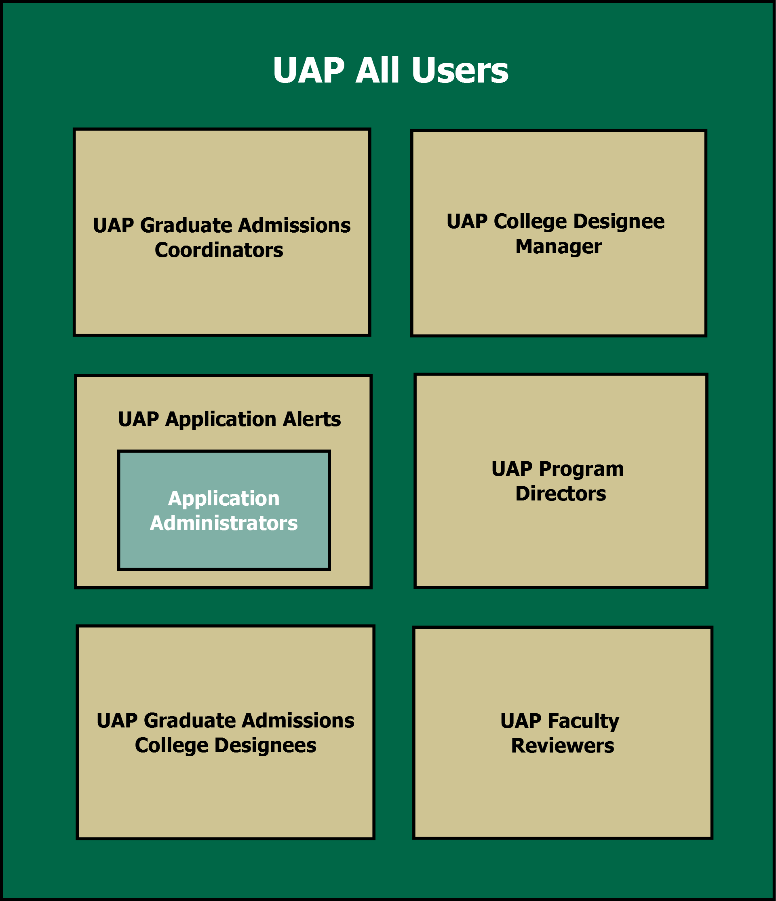 UAP All Users
UAP Graduate Admissions
Coordinators
UAP College Designee
Manager
UAP Application Alerts
Application
Administrators
UAP Program
Directors
UAP Graduate Admissions
College Designees
UAP Faculty
Reviewers